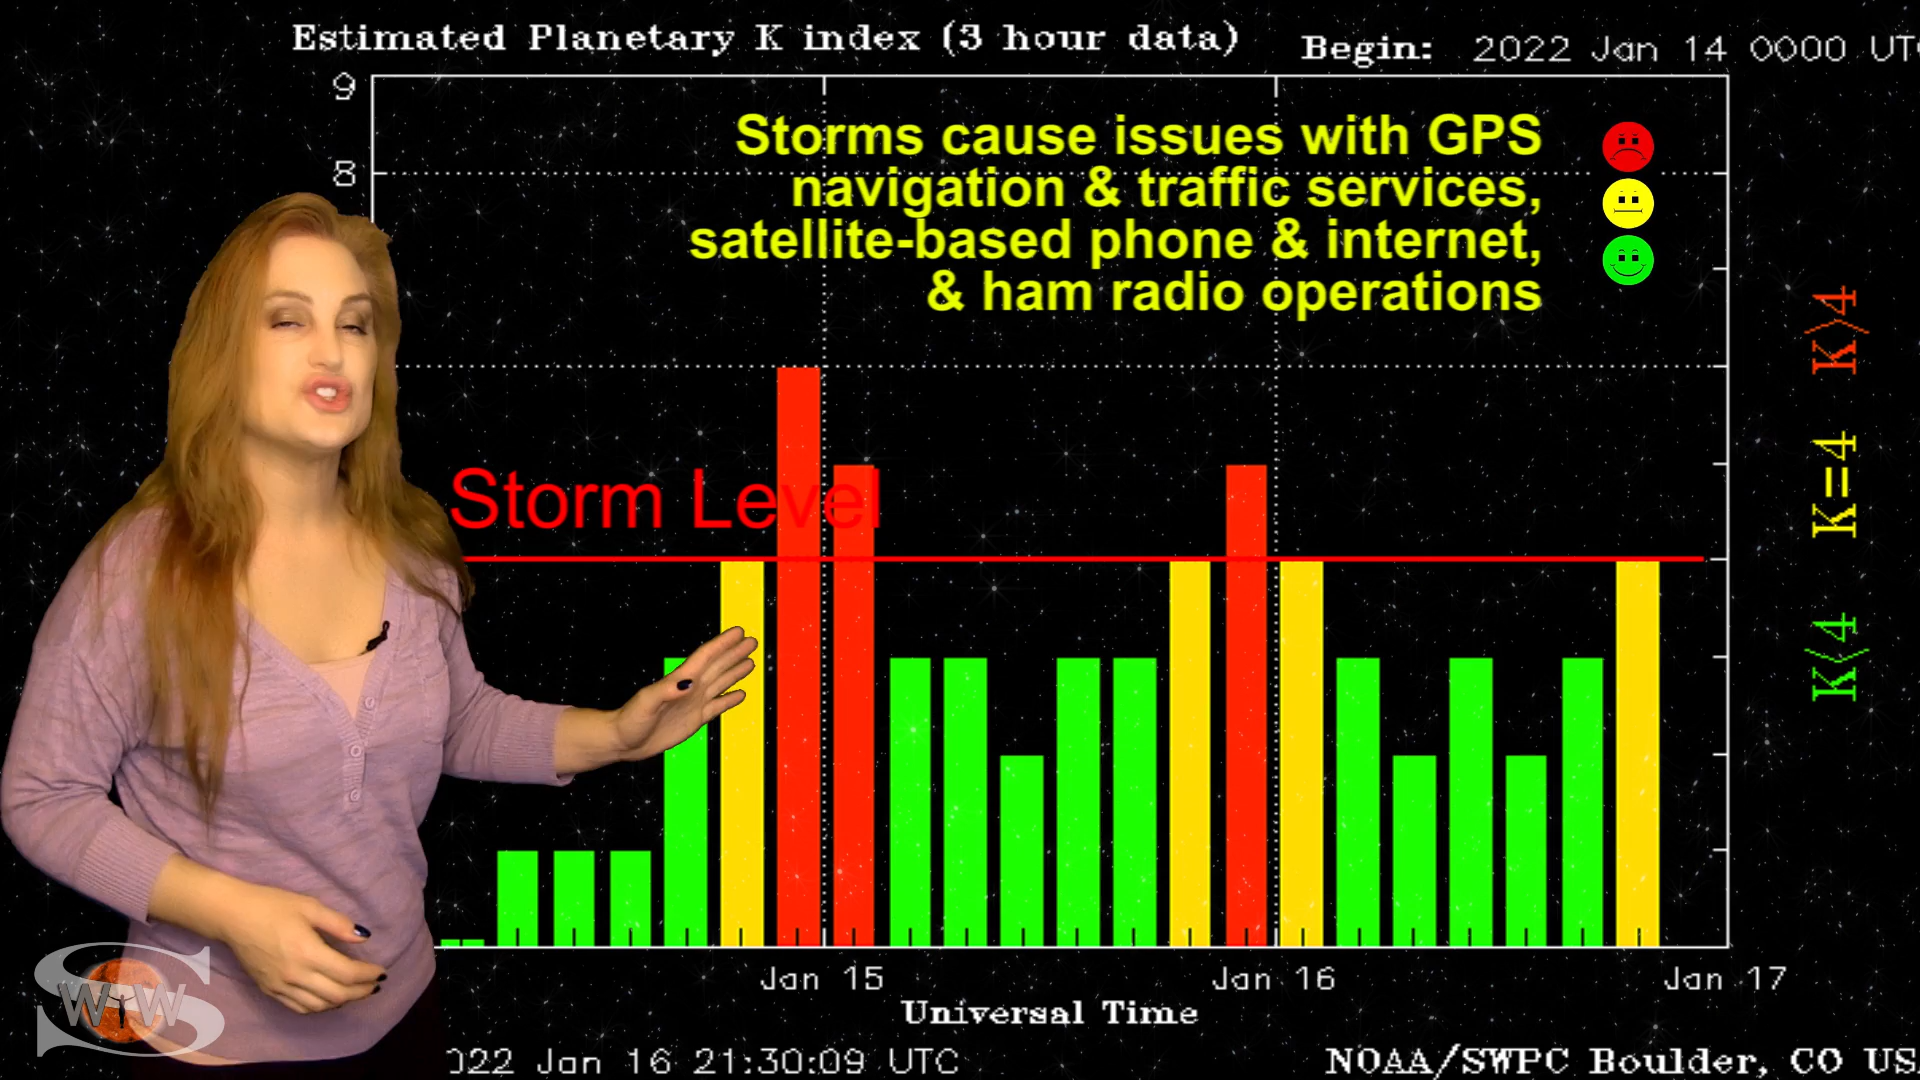 Estimated Planetary K index (3 hour data)
Begin: 2022 Jan 14 0000 UTC
9
8
Storms cause issues with GPS
navigation & traffic services,
satellite-based phone & internet,
& ham radio operations
Storm Level
K>4
K=4
K<4
Jan 15
Jan 16
Jan 17
Universal Time
022 Jan 16 21:30:09 UTC
NOAA/SWPC Boulder, CO US
S
WTW